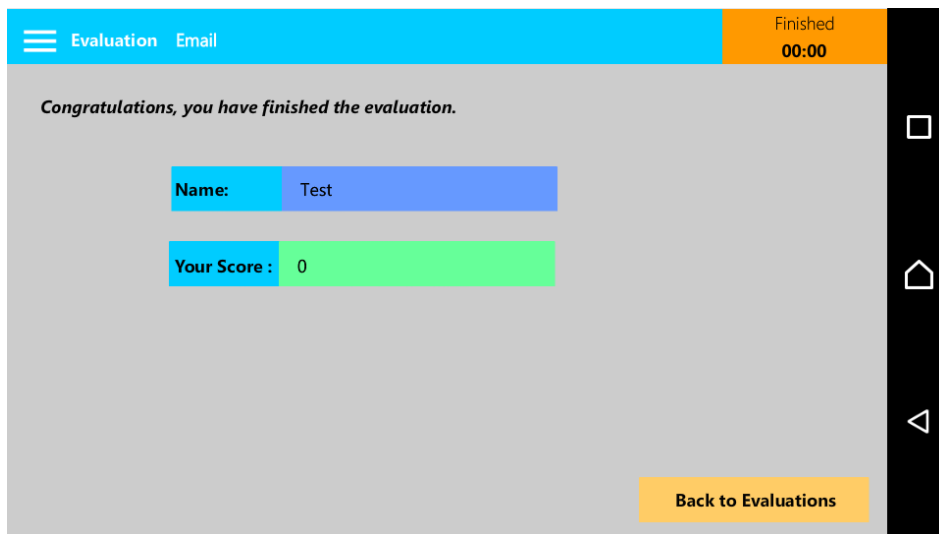 Evaluation Email
Finished
00:00
Congratulations, you have finished the evaluation.
Name: Test
Your Score : 0
Back to Evaluations